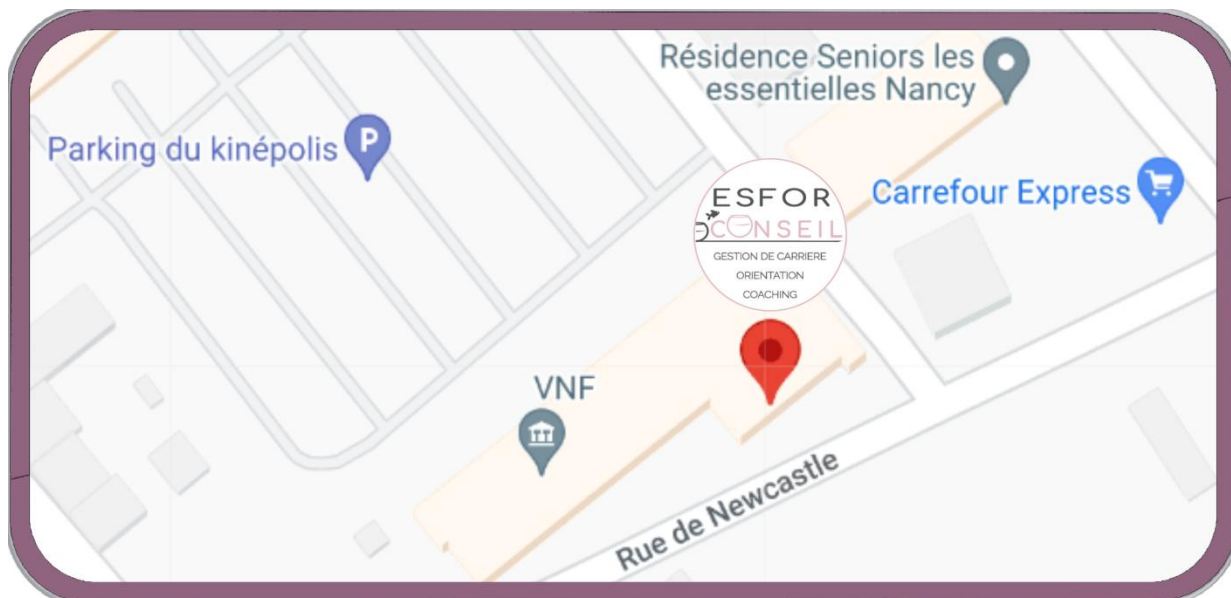 Résidence Seniors les
essentielles Nancy
Parking du kinépolis
P
Carrefour Express
ESFOR
CONSEIL
GESTION DE CARRIERE
ORIENTATION
COACHING
VNF
Rue de Newcastle